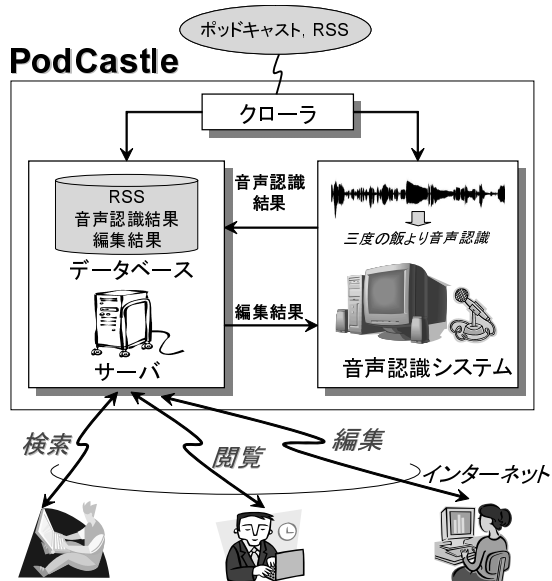 ポッドキャスト, RSS
PodCastle
クローラ
RSS
音声認識結果
編集結果
データベース
サーバ
音声認識
結果
編集結果
三度の飯より音声認識
音声認識システム
検索
閲覧
編集
インターネット